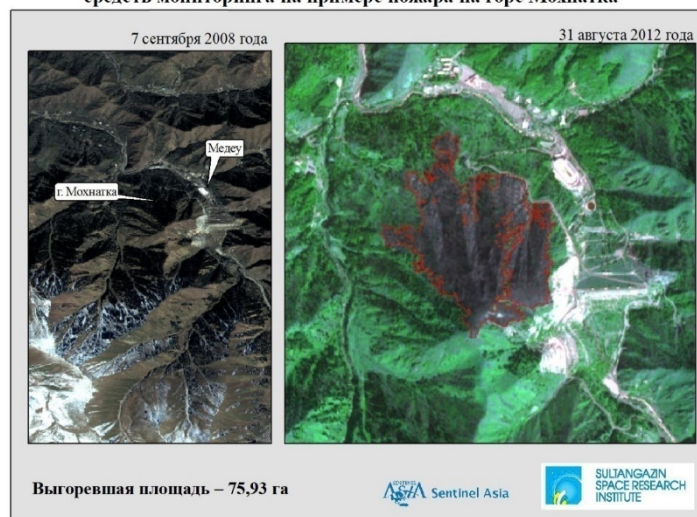 средств мониторинга на примере пожара на горе Мохнатка
7 сентября 2008 года
31 августа 2012 года
Медеу
г. Мохнатка
Выгоревшая площадь – 75,93 га
Sentinel Asia
SULTANGAZIN
SPACE RESEARCH
INSTITUTE